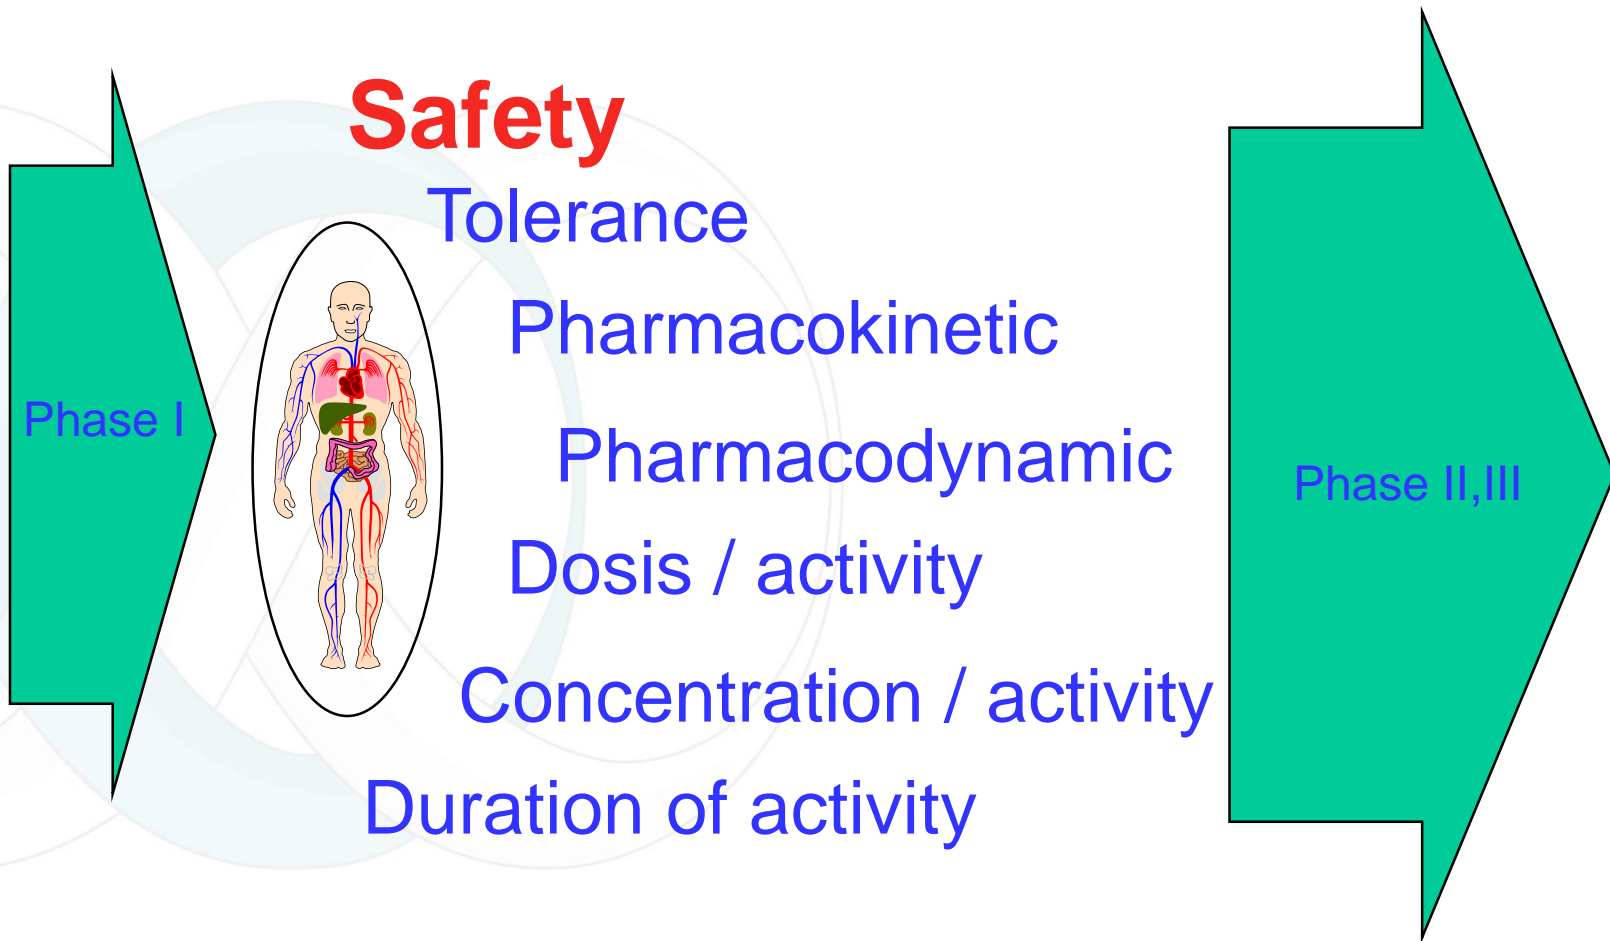 Safety
Tolerance
Pharmacokinetic
Phase I
Pharmacodynamic
Phase II,III
Dosis / activity
Concentration / activity
Duration of activity